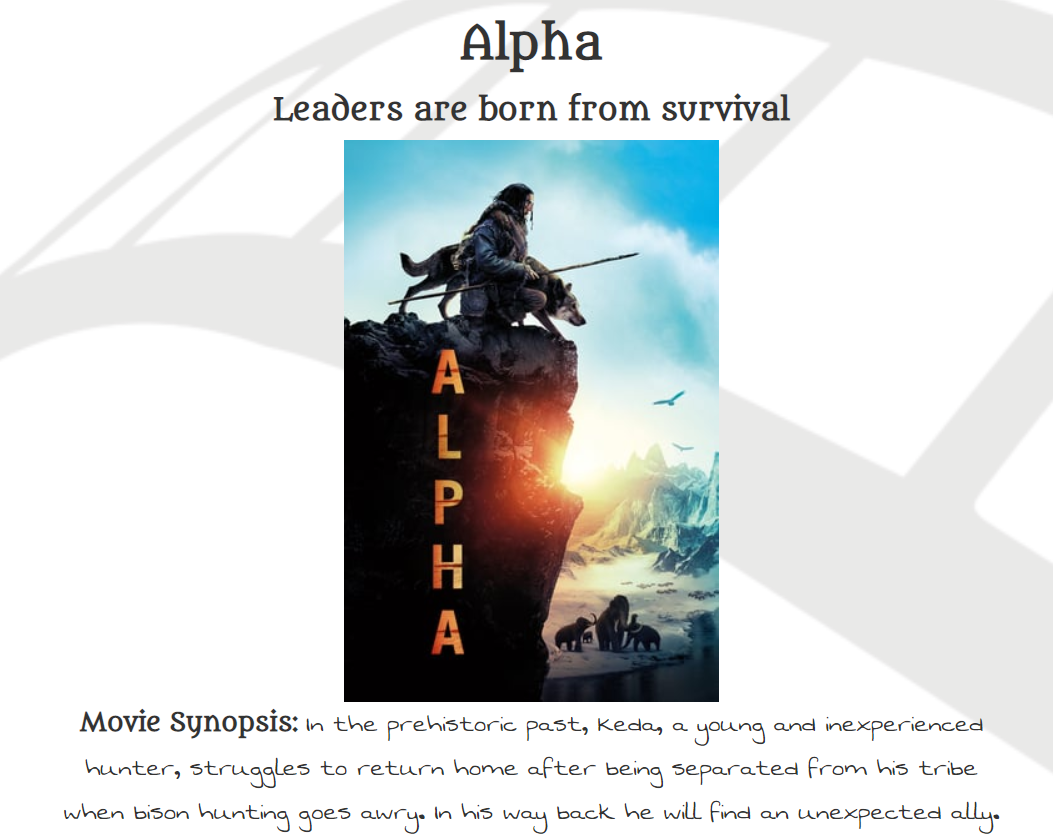 Alpha
Leaders are born from survival
ALPHA
Movie Synopsis: In the prehistoric past, Keda, a young and inexperienced
hunter, struggles to return home after being separated from his tribe
when bison hunting goes awry. In his way back he will find an unexpected ally.